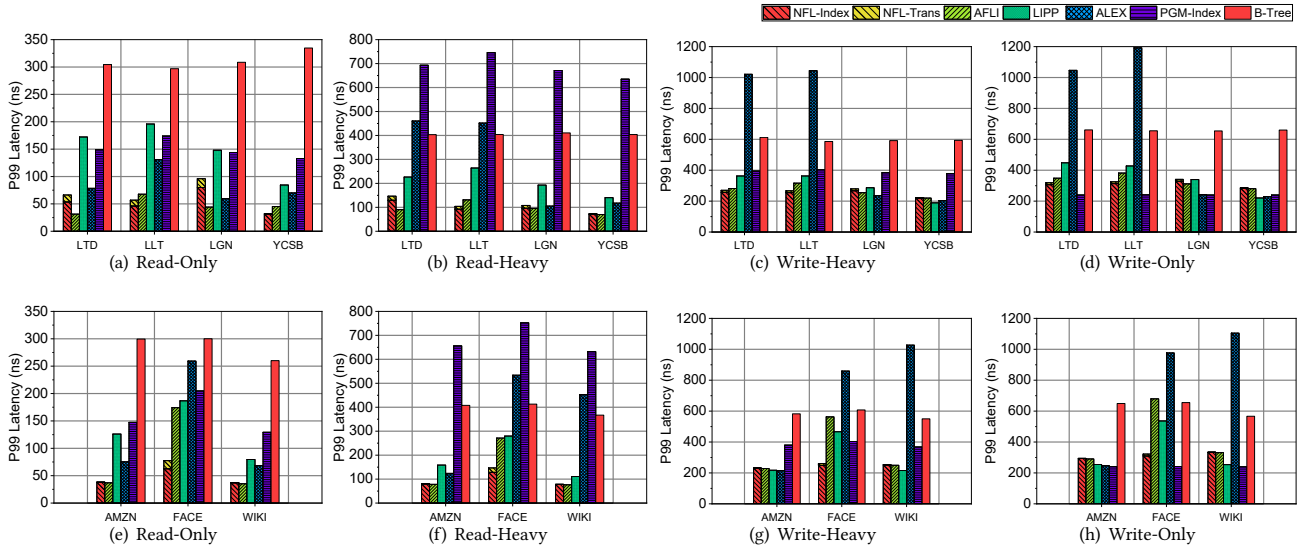 NFL-Index NFL-Trans AFLI LIPP ALEX PGM-Index B-Tree
P99 Latency (ns)
350
300
250
200
150
100
50
0
LTD LLT LGN YCSB
(a) Read-Only
P99 Latency (ns)
800
700
600
500
400
300
200
100
0
LTD LLT LGN YCSB
(b) Read-Heavy
P99 Latency (ns)
1200
1000
800
600
400
200
0
LTD LLT LGN YCSB
(c) Write-Heavy
P99 Latency (ns)
1200
1000
800
600
400
200
0
LTD LLT LGN YCSB
(d) Write-Only
P99 Latency (ns)
350
300
250
200
150
100
50
0
AMZN FACE WIKI
(e) Read-Only
P99 Latency (ns)
800
700
600
500
400
300
200
100
0
AMZN FACE WIKI
(f) Read-Heavy
P99 Latency (ns)
1200
1000
800
600
400
200
0
AMZN FACE WIKI
(g) Write-Heavy
P99 Latency (ns)
1200
1000
800
600
400
200
0
AMZN FACE WIKI
(h) Write-Only